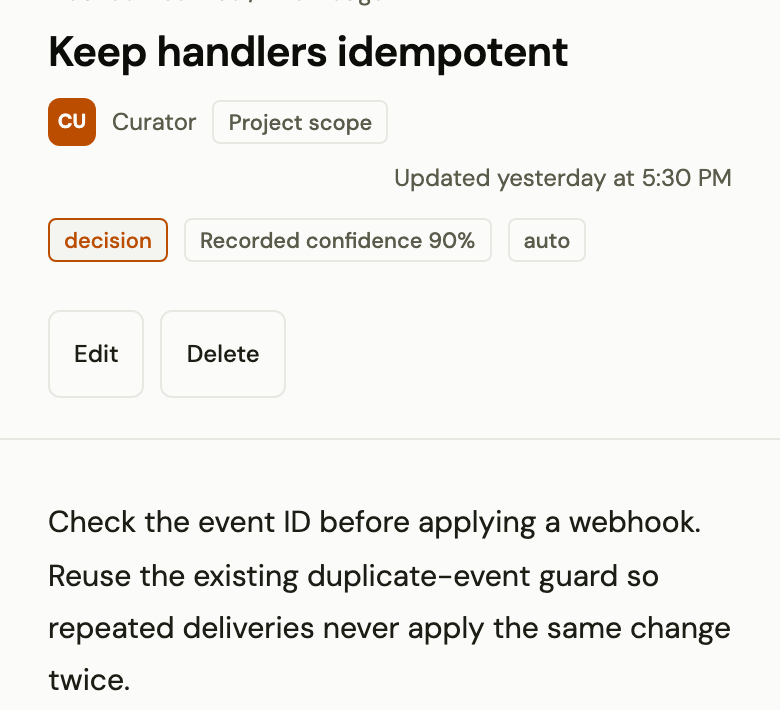 Keep handlers idempotent
CU Curator Project scope
Updated yesterday at 5:30 PM
decision Recorded confidence 90% auto
Edit Delete
Check the event ID before applying a webhook.
Reuse the existing duplicate-event guard so
repeated deliveries never apply the same change
twice.